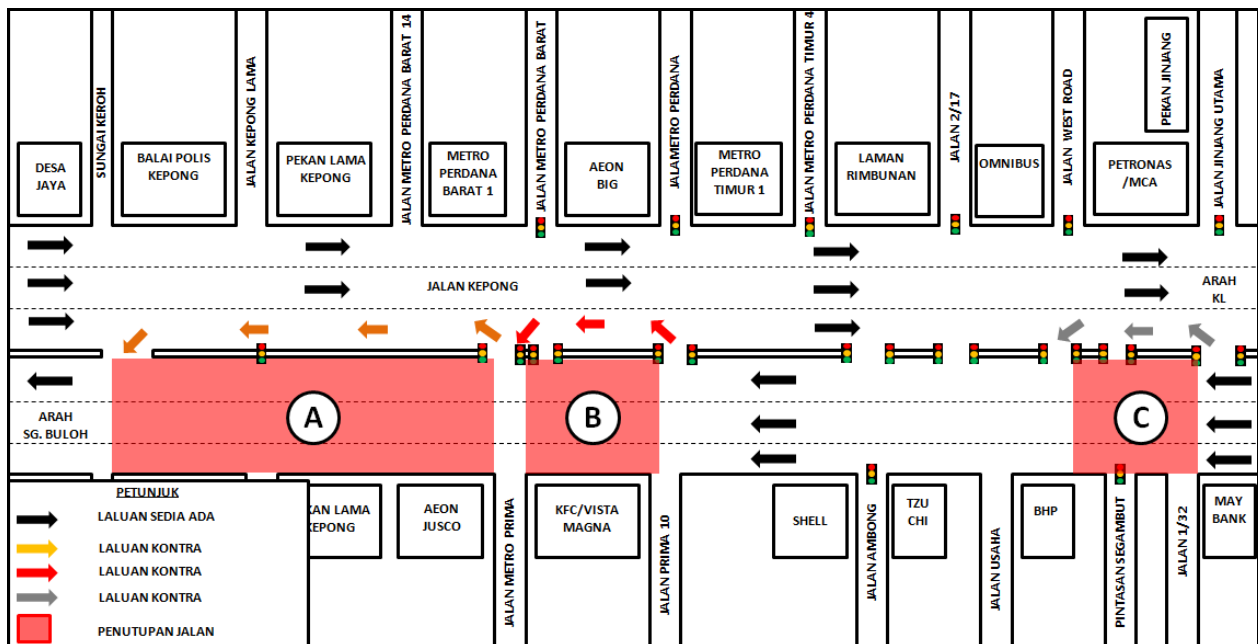 SUNGAI KEROH
JALAN KEPONG LAMA
JALAN METRO PERDANA BARAT 14
JALAN METRO PERDANA BARAT
JALAMETRO PERDANA
JALAN METRO PERDANA TIMUR 4
JALAN 2/17
JALAN WEST ROAD
PEKAN JINJANG
JALAN JINJANG UTAMA
DESA
JAYA
BALAI POLIS
KEPONG
PEKAN LAMA
KEPONG
METRO
PERDANA
BARAT 1
AEON
BIG
METRO
PERDANA
TIMUR 1
LAMAN
RIMBUNAN
OMNIBUS
PETRONAS
/MCA
JALAN KEPONG
ARAH
KL
ARAH
SG. BULOH
A
B
C
KAN LAMA
KEPONG
AEON
JUSCO
JALAN METRO PRIMA
KFC/VISTA
MAGNA
JALAN PRIMA 10
SHELL
JALAN AMBONG
TZU
CHI
JALAN USAHA
BHP
PINTASAN SEGAMBUT
JALAN 1/32
MAY
BANK
PETUNJUK
LALUAN SEDIA ADA
LALUAN KONTRA
LALUAN KONTRA
LALUAN KONTRA
PENUTUPAN JALAN